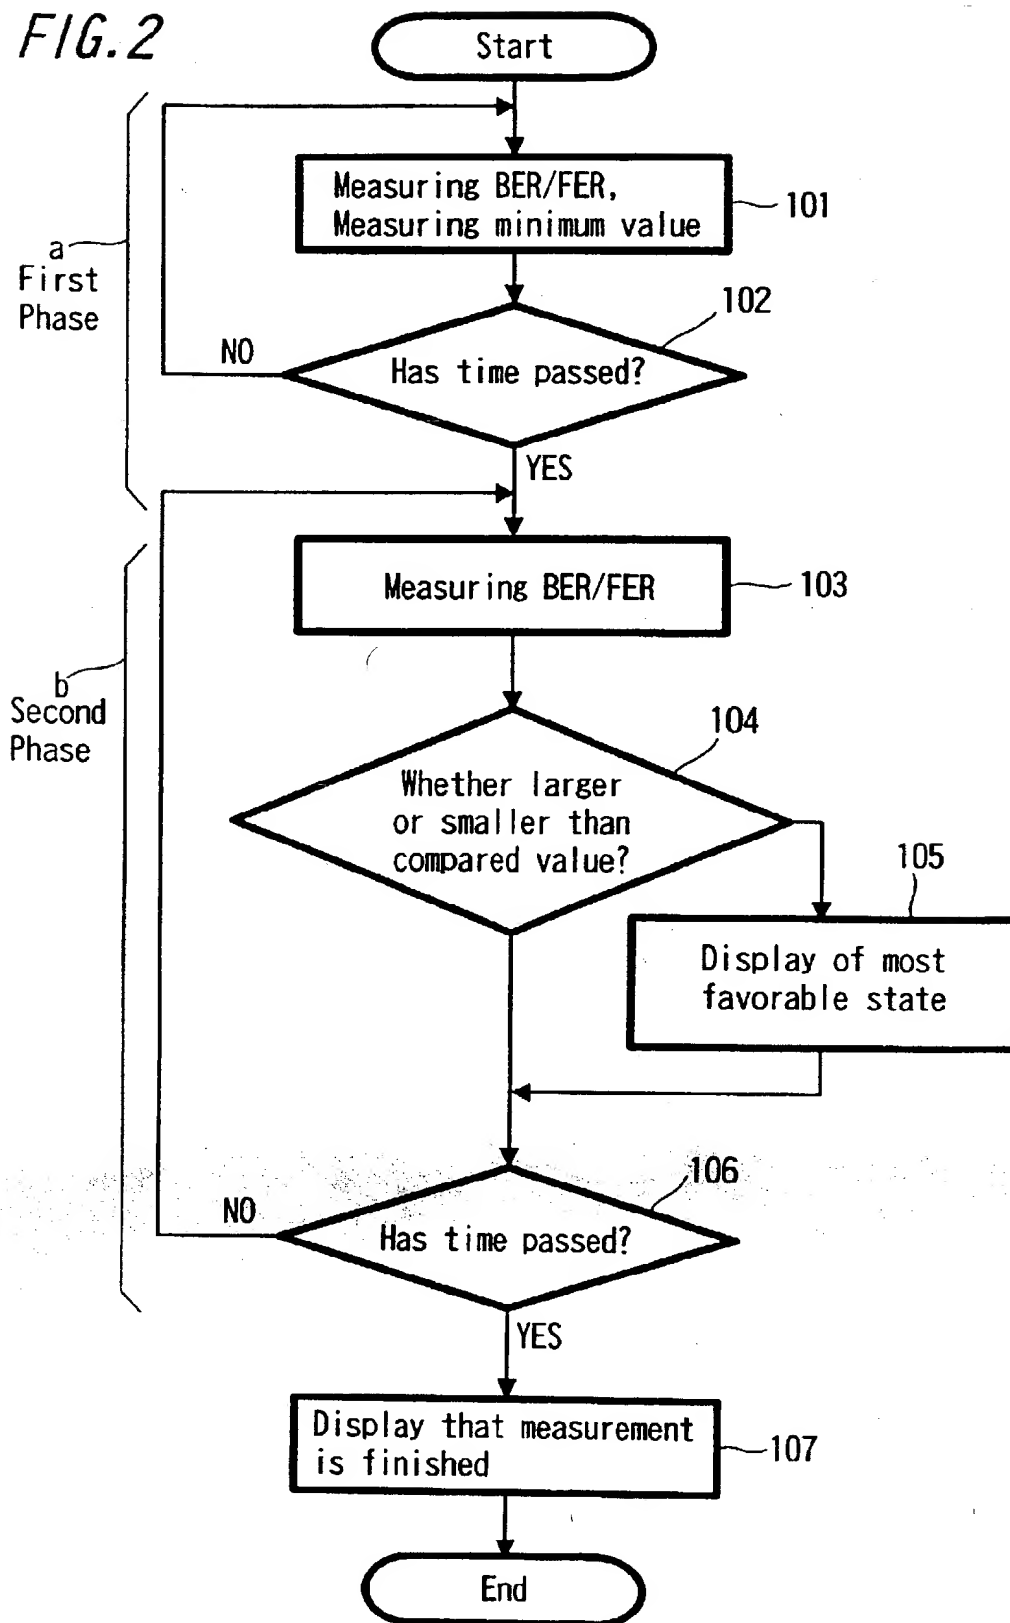 FIG.2
Start
Measuring BER/FER,
Measuring minimum value
101
a
First
Phase
102
Has time passed?
NO
YES
Measuring BER/FER
103
b
Second
Phase
104
Whether larger
or smaller than
compared value?
105
Display of most
favorable state
106
NO
Has time passed?
YES
Display that measurement
is finished
107
End